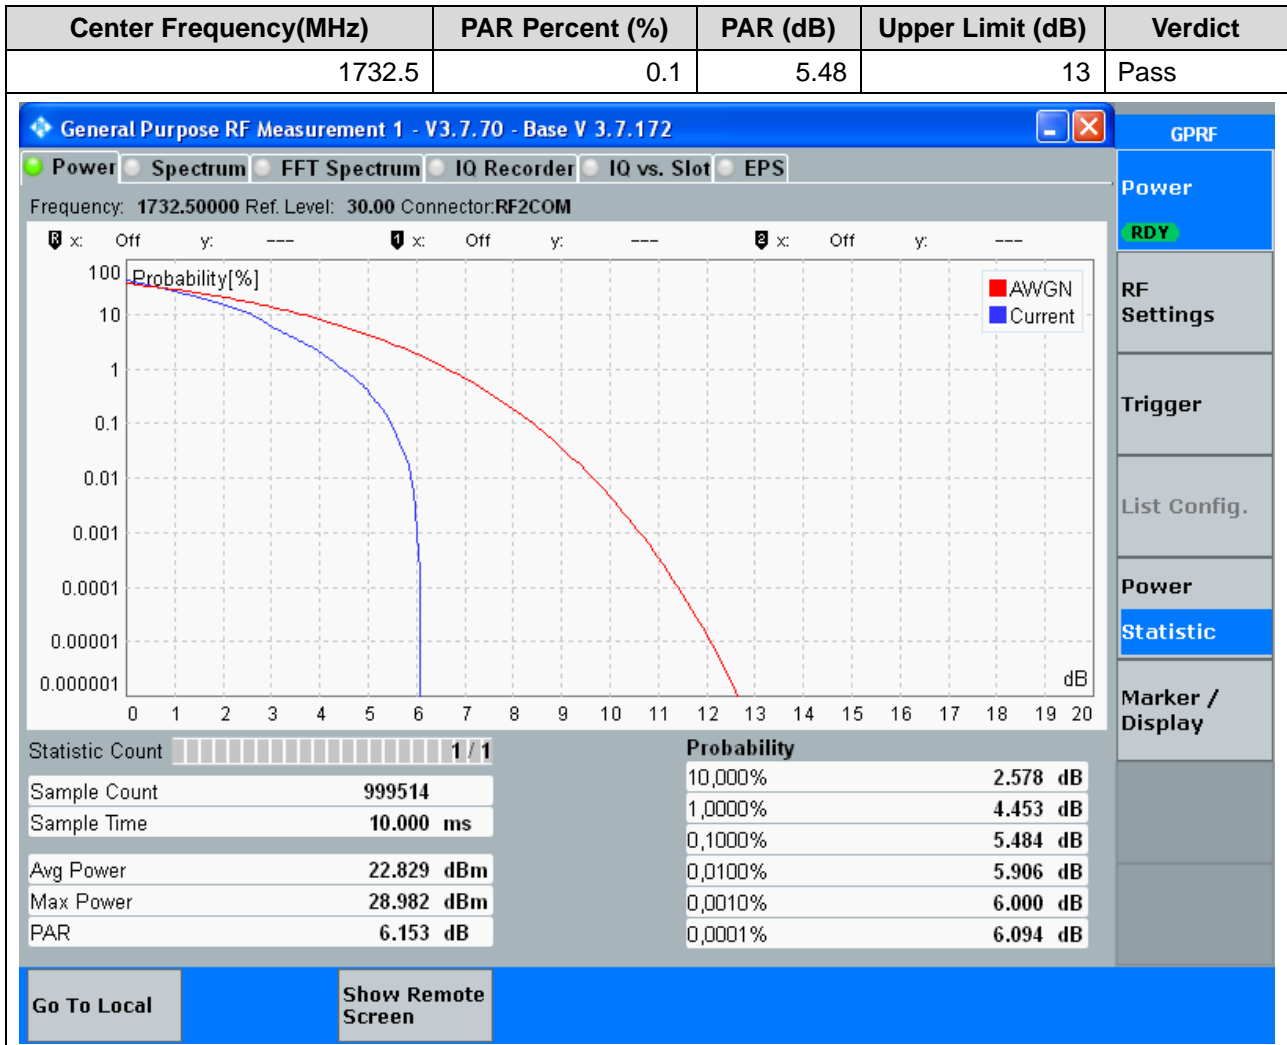 Center Frequency(MHz) PAR Percent (%) PAR (dB) Upper Limit (dB) Verdict
1732.5 0.1 5.48 13 Pass
General Purpose RF Measurement 1 - V3.7.70 - Base V 3.7.172
GPRF
Power Spectrum FFT Spectrum IQ Recorder IQ vs. Slot EPS
Power
RDY
Frequency: 1732.50000 Ref. Level: 30.00 Connector:RF2COM
R x: Off y: --- 1 x: Off y: --- 2 x: Off y: ---
Probability[%]
AWGN
Current
100
10
1
0.1
0.01
0.001
0.0001
0.00001
0.000001
dB
0 1 2 3 4 5 6 7 8 9 10 11 12 13 14 15 16 17 18 19 20
RF
Settings
Trigger
List Config.
Power
Statistic
Marker /
Display
Statistic Count 1 / 1
Sample Count 999514
Sample Time 10.000 ms
Avg Power 22.829 dBm
Max Power 28.982 dBm
PAR 6.153 dB
Probability
10,000% 2.578 dB
1,0000% 4.453 dB
0,1000% 5.484 dB
0,0100% 5.906 dB
0,0010% 6.000 dB
0,0001% 6.094 dB
Go To Local
Show Remote
Screen